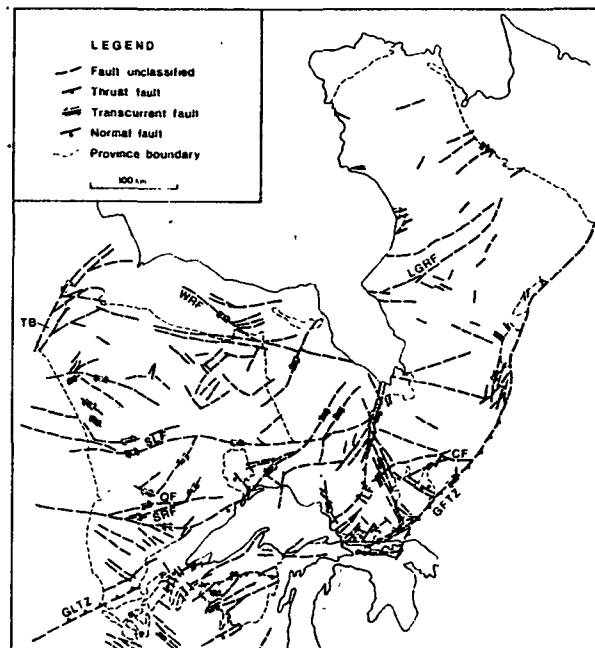 LEGEND
Fault unclassified
Thrust fault
Transcurrent fault
Normal fault
Province boundary
100 km
LGRF
WRF
TB
SLF
CF
QF
SRF
GFTZ
GLTZ